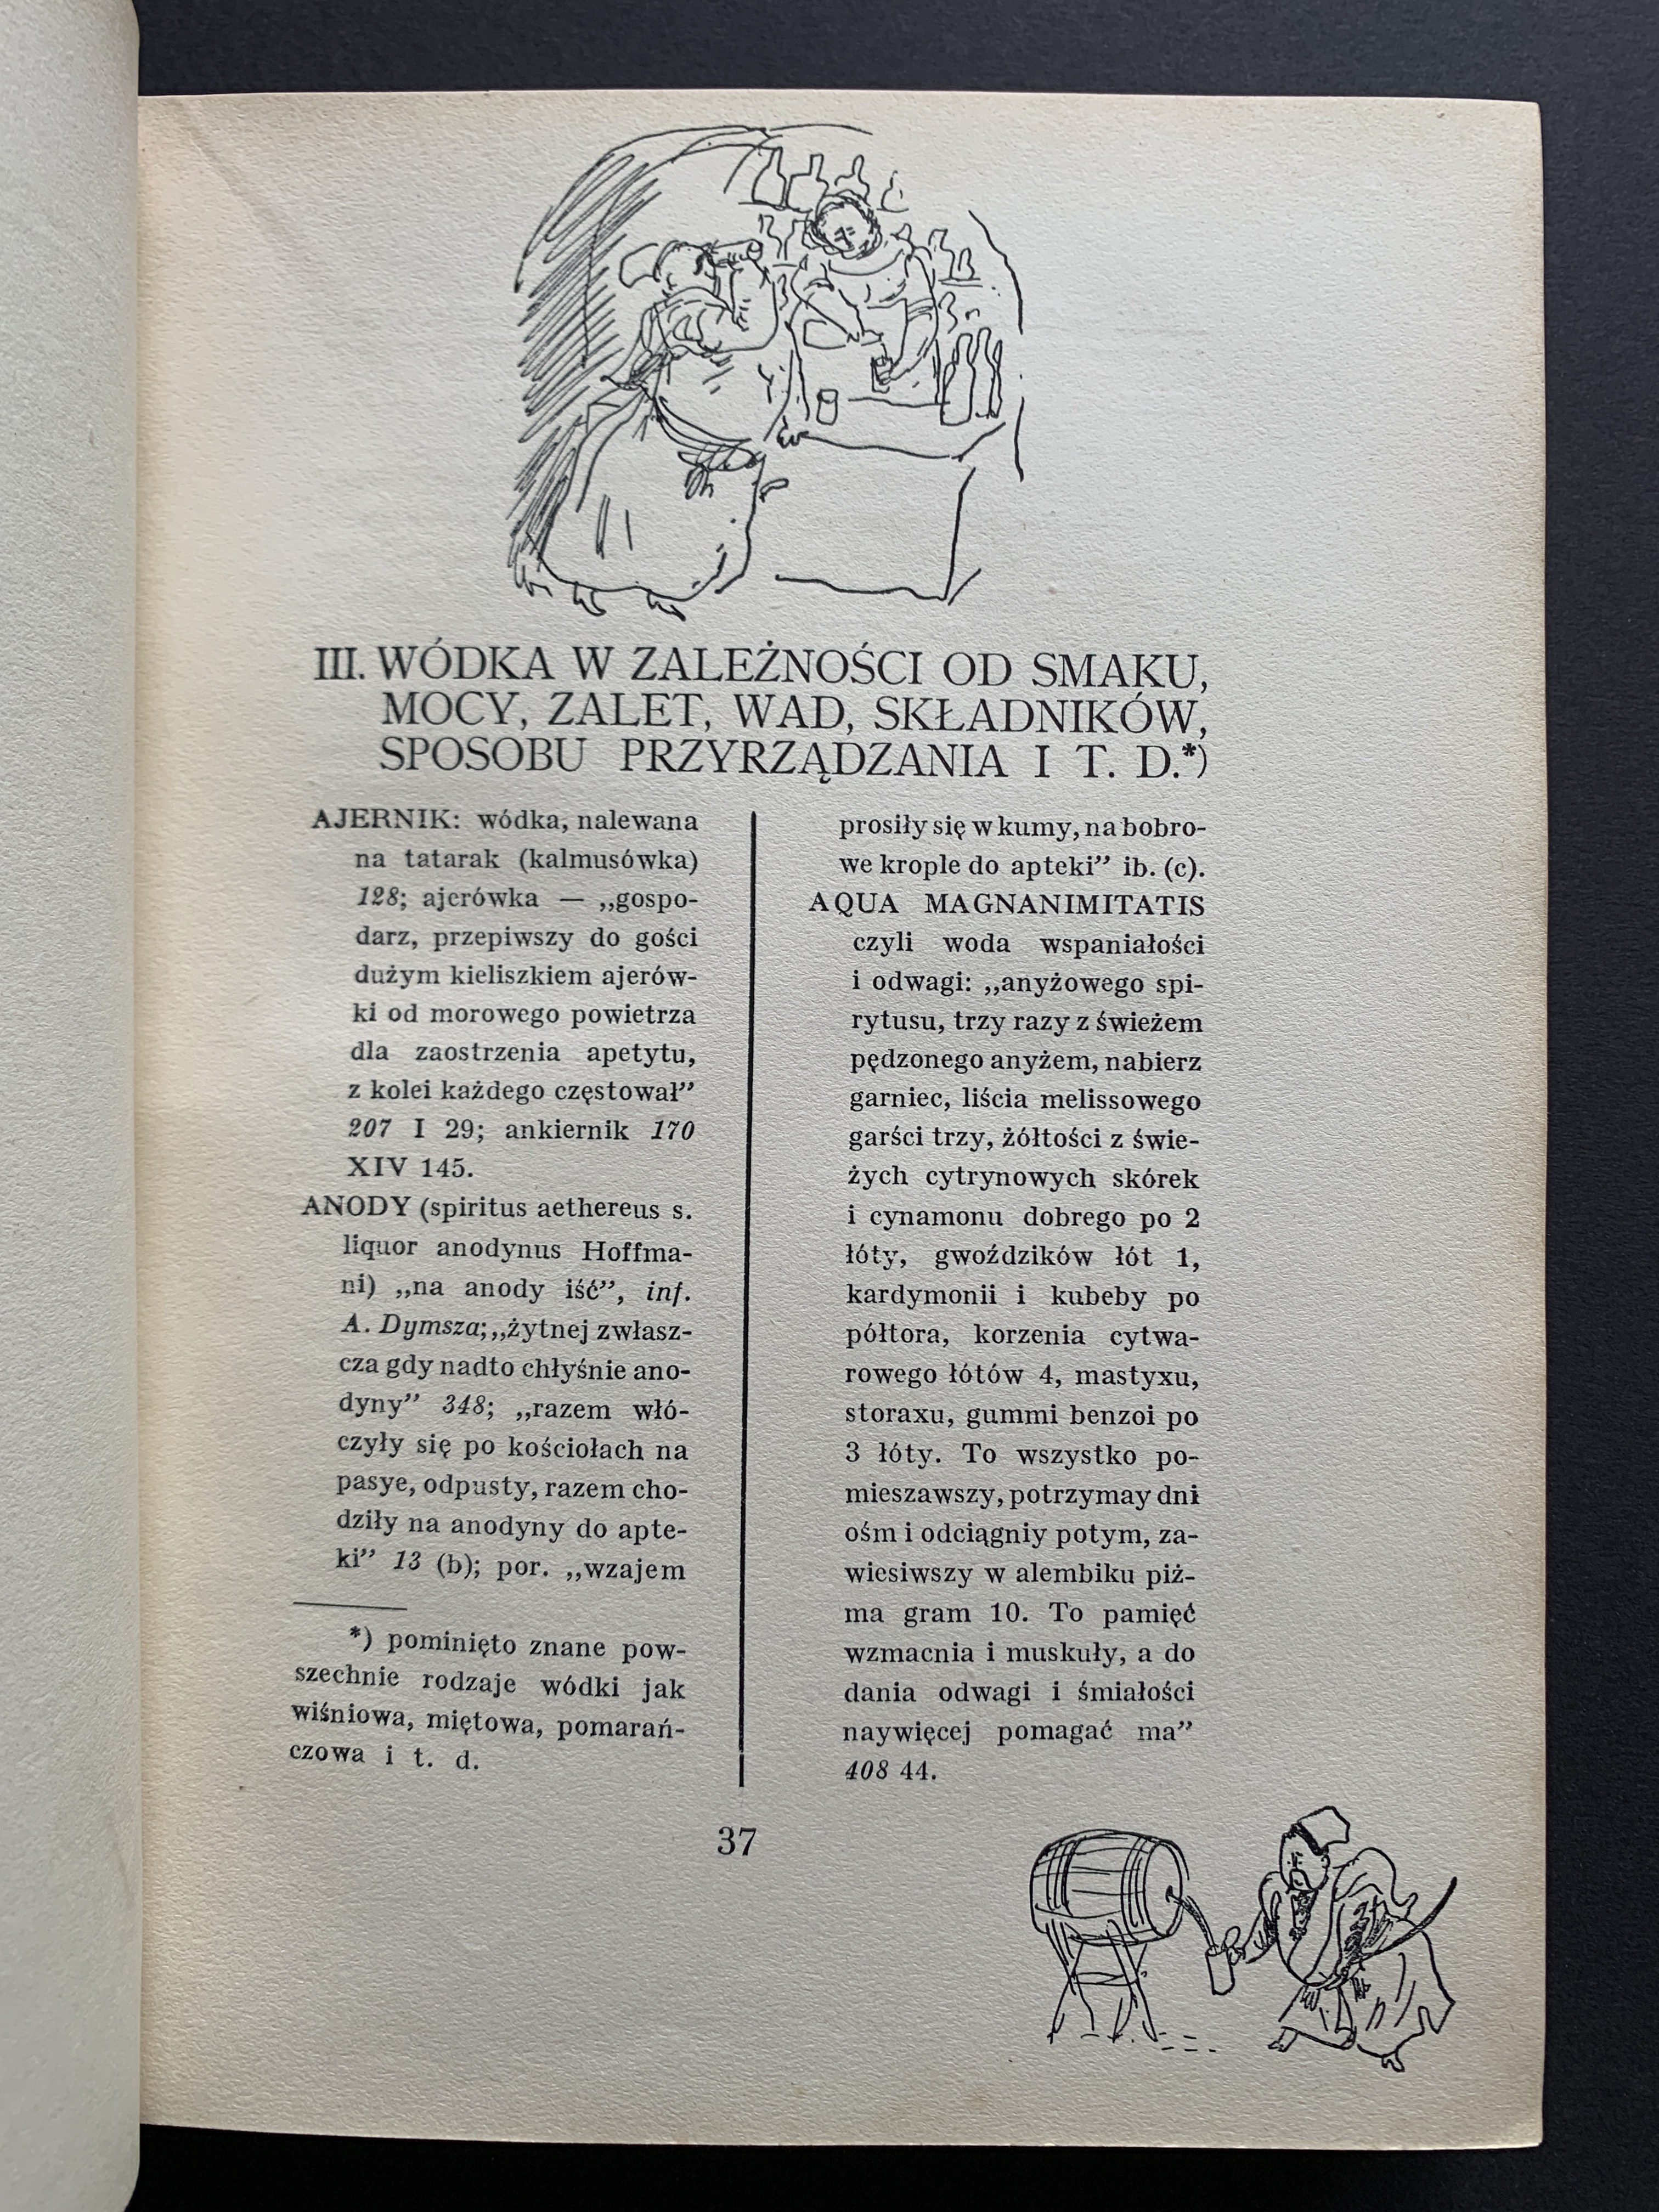 III. WÓDKA W ZALEŻNOŚCI OD SMAKU,
MOCY, ZALET, WAD, SKŁADNIKÓW,
SPOSOBU PRZYRZĄDZANIA I T. D.*)
AJERNIK: wódka, nalewana
na tatarak (kalmusówka)
128; ajerówka — „gospo-
darz, przepiwszy do gości
dużym kieliszkiem ajerów-
ki od morowego powietrza
dla zaostrzenia apetytu,
z kolei każdego częstował”
207 I 29; ankiernik 170
XIV 145.
ANODY (spiritus aethereus s.
liquor anodynus Hoffma-
ni) „na anody iść”, inf.
A. Dymsza; „żytnej zwłasz-
cza gdy nadto chłyśnie ano-
dyny” 348; „razem włó-
czyły się po kościołach na
pasye, odpusty, razem cho-
dziły na anodyny do apte-
ki” 13 (b); por. „wzajem
*) pominięto znane pow-
szechnie rodzaje wódki jak
wiśniowa, miętowa, pomarań-
czowa i t. d.
prosiły się w kumy, na bobro-
we krople do apteki” ib. (c).
AQUA MAGNANIMITATIS
czyli woda wspaniałości
i odwagi: „anyżowego spi-
rytusu, trzy razy z świeżem
pędzonego anyżem, nabierz
garniec, liścia melissowego
garści trzy, żółtości z świe-
żych cytrynowych skórek
i cynamonu dobrego po 2
łóty, gwoździków łót 1,
kardymonii i kubeby po
półtora, korzenia cytwa-
rowego łótów 4, mastyxu,
storaxu, gummi benzoi po
3 łóty. To wszystko po-
mieszawszy, potrzymay dni
ośm i odciągniy potym, za-
wiesiwszy w alembiku piż-
ma gram 10. To pamięć
wzmacnia i muskuły, a do
dania odwagi i śmiałości
naywięcej pomagać ma”
408 44.
37